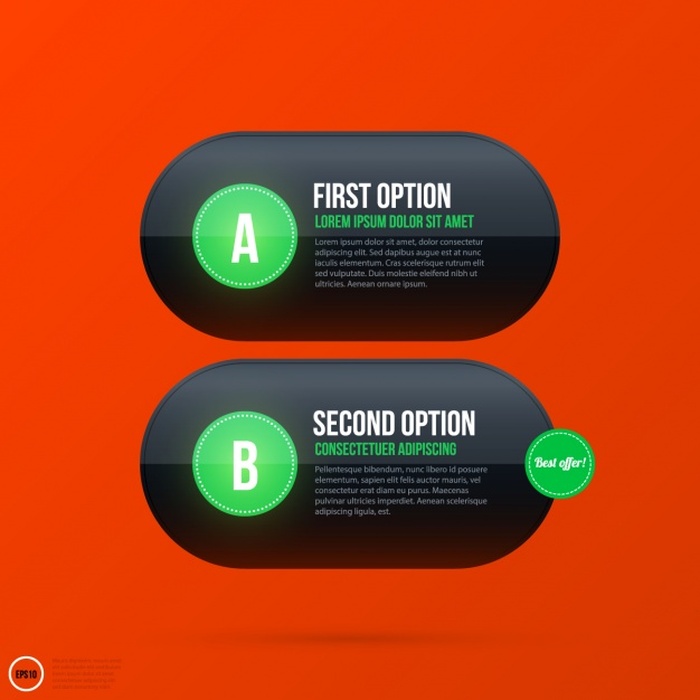 A
FIRST OPTION
LOREM IPSUM DOLOR SIT AMET
Lorem ipsum dolor sit amet, dolor consectetur
adipiscing elit. Sed dapibus augue est at nunc
iaculis elementum. Cras scelerisque rutrum elit
sed vulputate. Duis molestie eleifend nibh ut
ultricies. Aenean ornare ipsum.
B
SECOND OPTION
CONSECTETUER ADIPISCING
Pellentesque bibendum, nunc libero id posuere
elementum, sapien elit felis auctor mauris, vel
consectetur erat diam eu purus. Maecenas
pulvinar ultricies imperdiet. Aenean scelerisque
adipiscing ligula, est.
Best offer!
EPS10